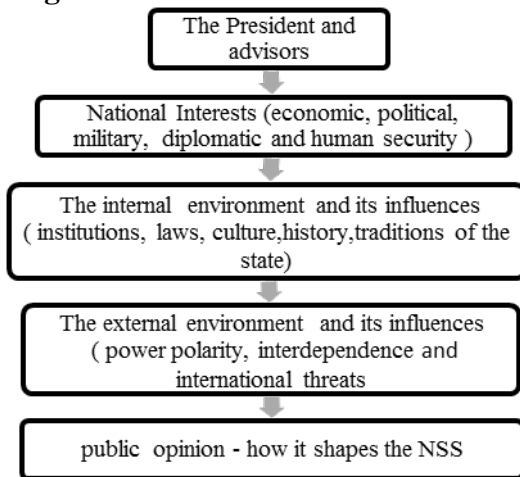 The President and
advisors
National Interests (economic, political,
military, diplomatic and human security )
The internal environment and its influences
( institutions, laws, culture,history,traditions of the
state)
The external environment and its influences
( power polarity, interdependence and
international threats
public opinion - how it shapes the NSS